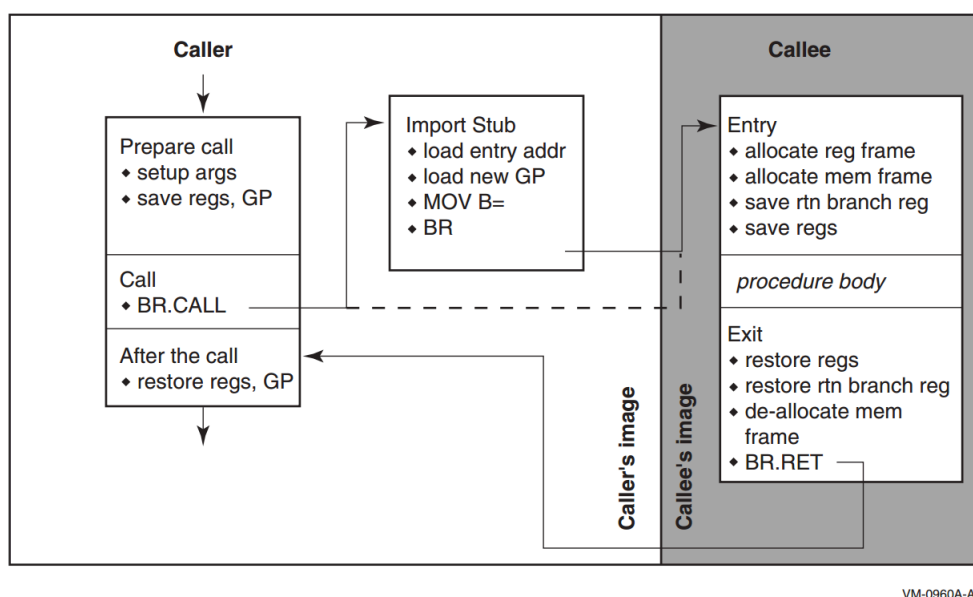 Caller
Prepare call
◆ setup args
◆ save regs, GP
Call
◆ BR.CALL
After the call
◆ restore regs, GP
Import Stub
◆ load entry addr
◆ load new GP
◆ MOV B=
◆ BR
Caller's image
Callee's image
Callee
Entry
◆ allocate reg frame
◆ allocate mem frame
◆ save rtn branch reg
◆ save regs
procedure body
Exit
◆ restore regs
◆ restore rtn branch reg
◆ de-allocate mem
frame
◆ BR.RET
VM-0960A-A